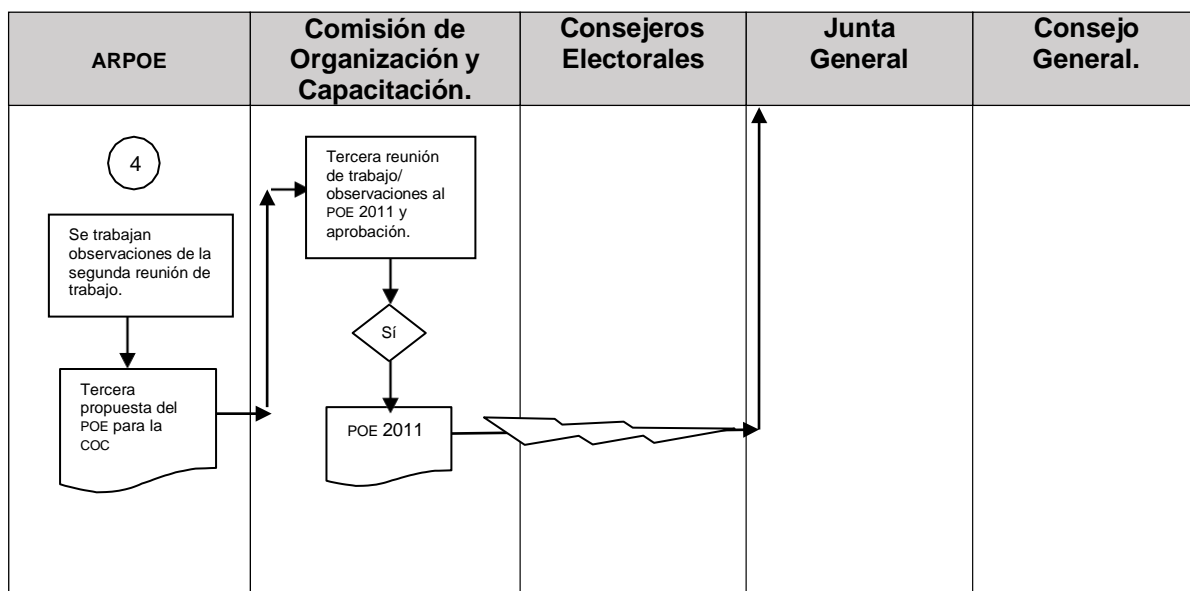 ARPOE
Comisión de
Organización y
Capacitación.
Consejeros
Electorales
Junta
General
Consejo
General.
4
Se trabajan
observaciones de la
segunda reunión de
trabajo.
Tercera
propuesta del
POE para la
COC
Tercera reunión
de trabajo/
observaciones al
POE 2011 y
aprobación.
Sí
POE 2011